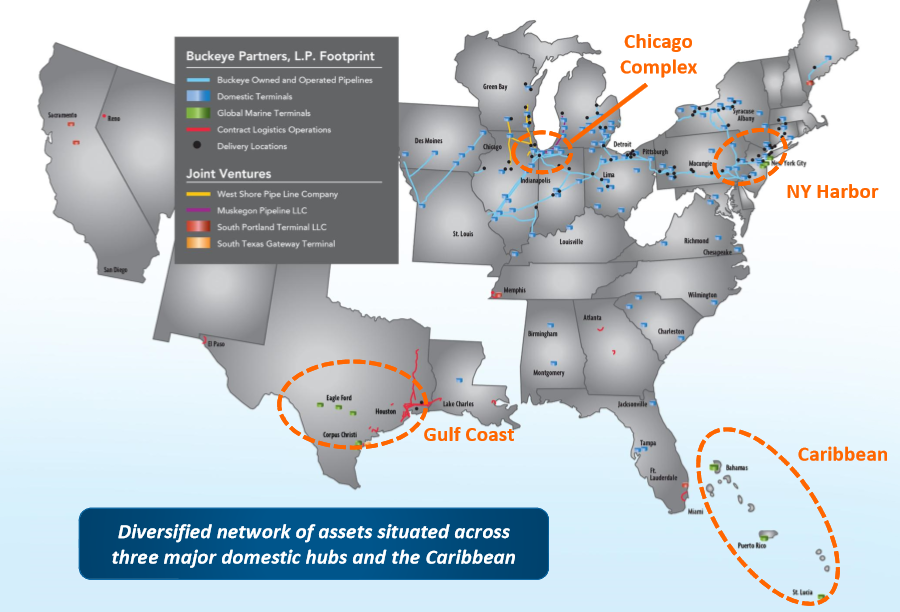 Buckeye Partners, L.P. Footprint
Buckeye Owned and Operated Pipelines
Domestic Terminals
Global Marine Terminals
Contract Logistics Operations
Delivery Locations
Joint Ventures
West Shore Pipe Line Company
Muskegon Pipeline LLC
South Portland Terminal LLC
South Texas Gateway Terminal
Chicago
Complex
Green Bay
Sacramento
Reno
Syracuse
Albany
Des Moines
Chicago
Detroit
Pittsburgh
Macungie
New York City
Indianapolis
Lima
NY Harbor
St. Louis
Louisville
Richmond
Chesapeake
San Diego
Memphis
Wilmington
Atlanta
Birmingham
Charleston
El Paso
Montgomery
Eagle Ford
Houston
Lake Charles
Jacksonville
Corpus Christi
Gulf Coast
Tampa
Caribbean
Ft.
Lauderdale
Bahamas
Miami
Puerto Rico
St. Lucia
Diversified network of assets situated across
three major domestic hubs and the Caribbean